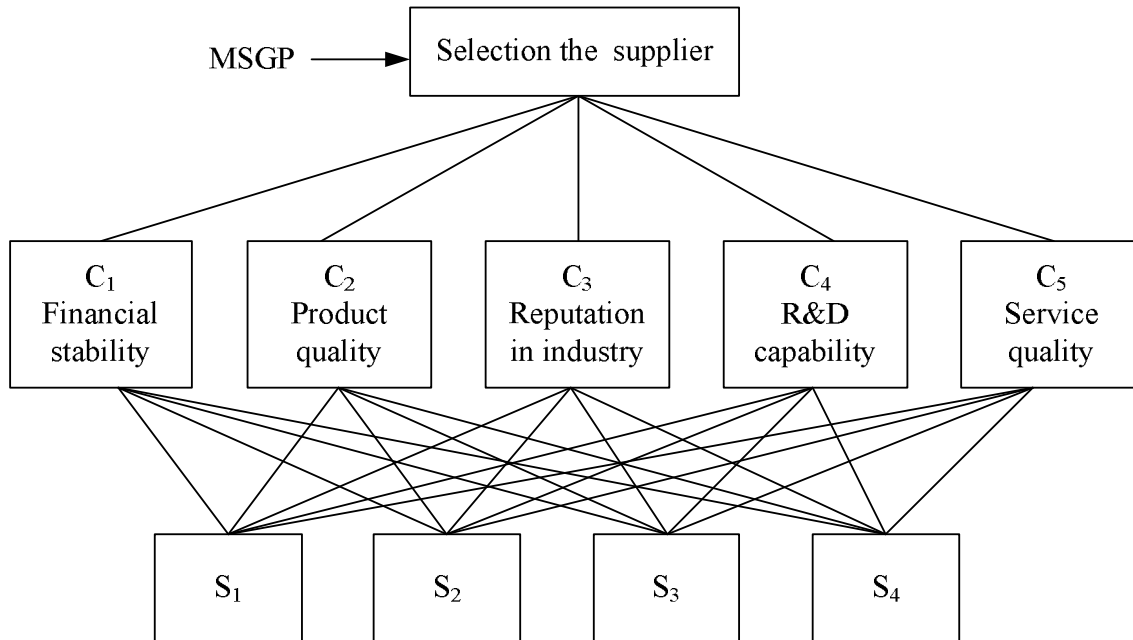 MSGP
Selection the supplier
C₁
Financial
stability
C₂
Product
quality
C₃
Reputation
in industry
C₄
R&D
capability
C₅
Service
quality
S₁
S₂
S₃
S₄